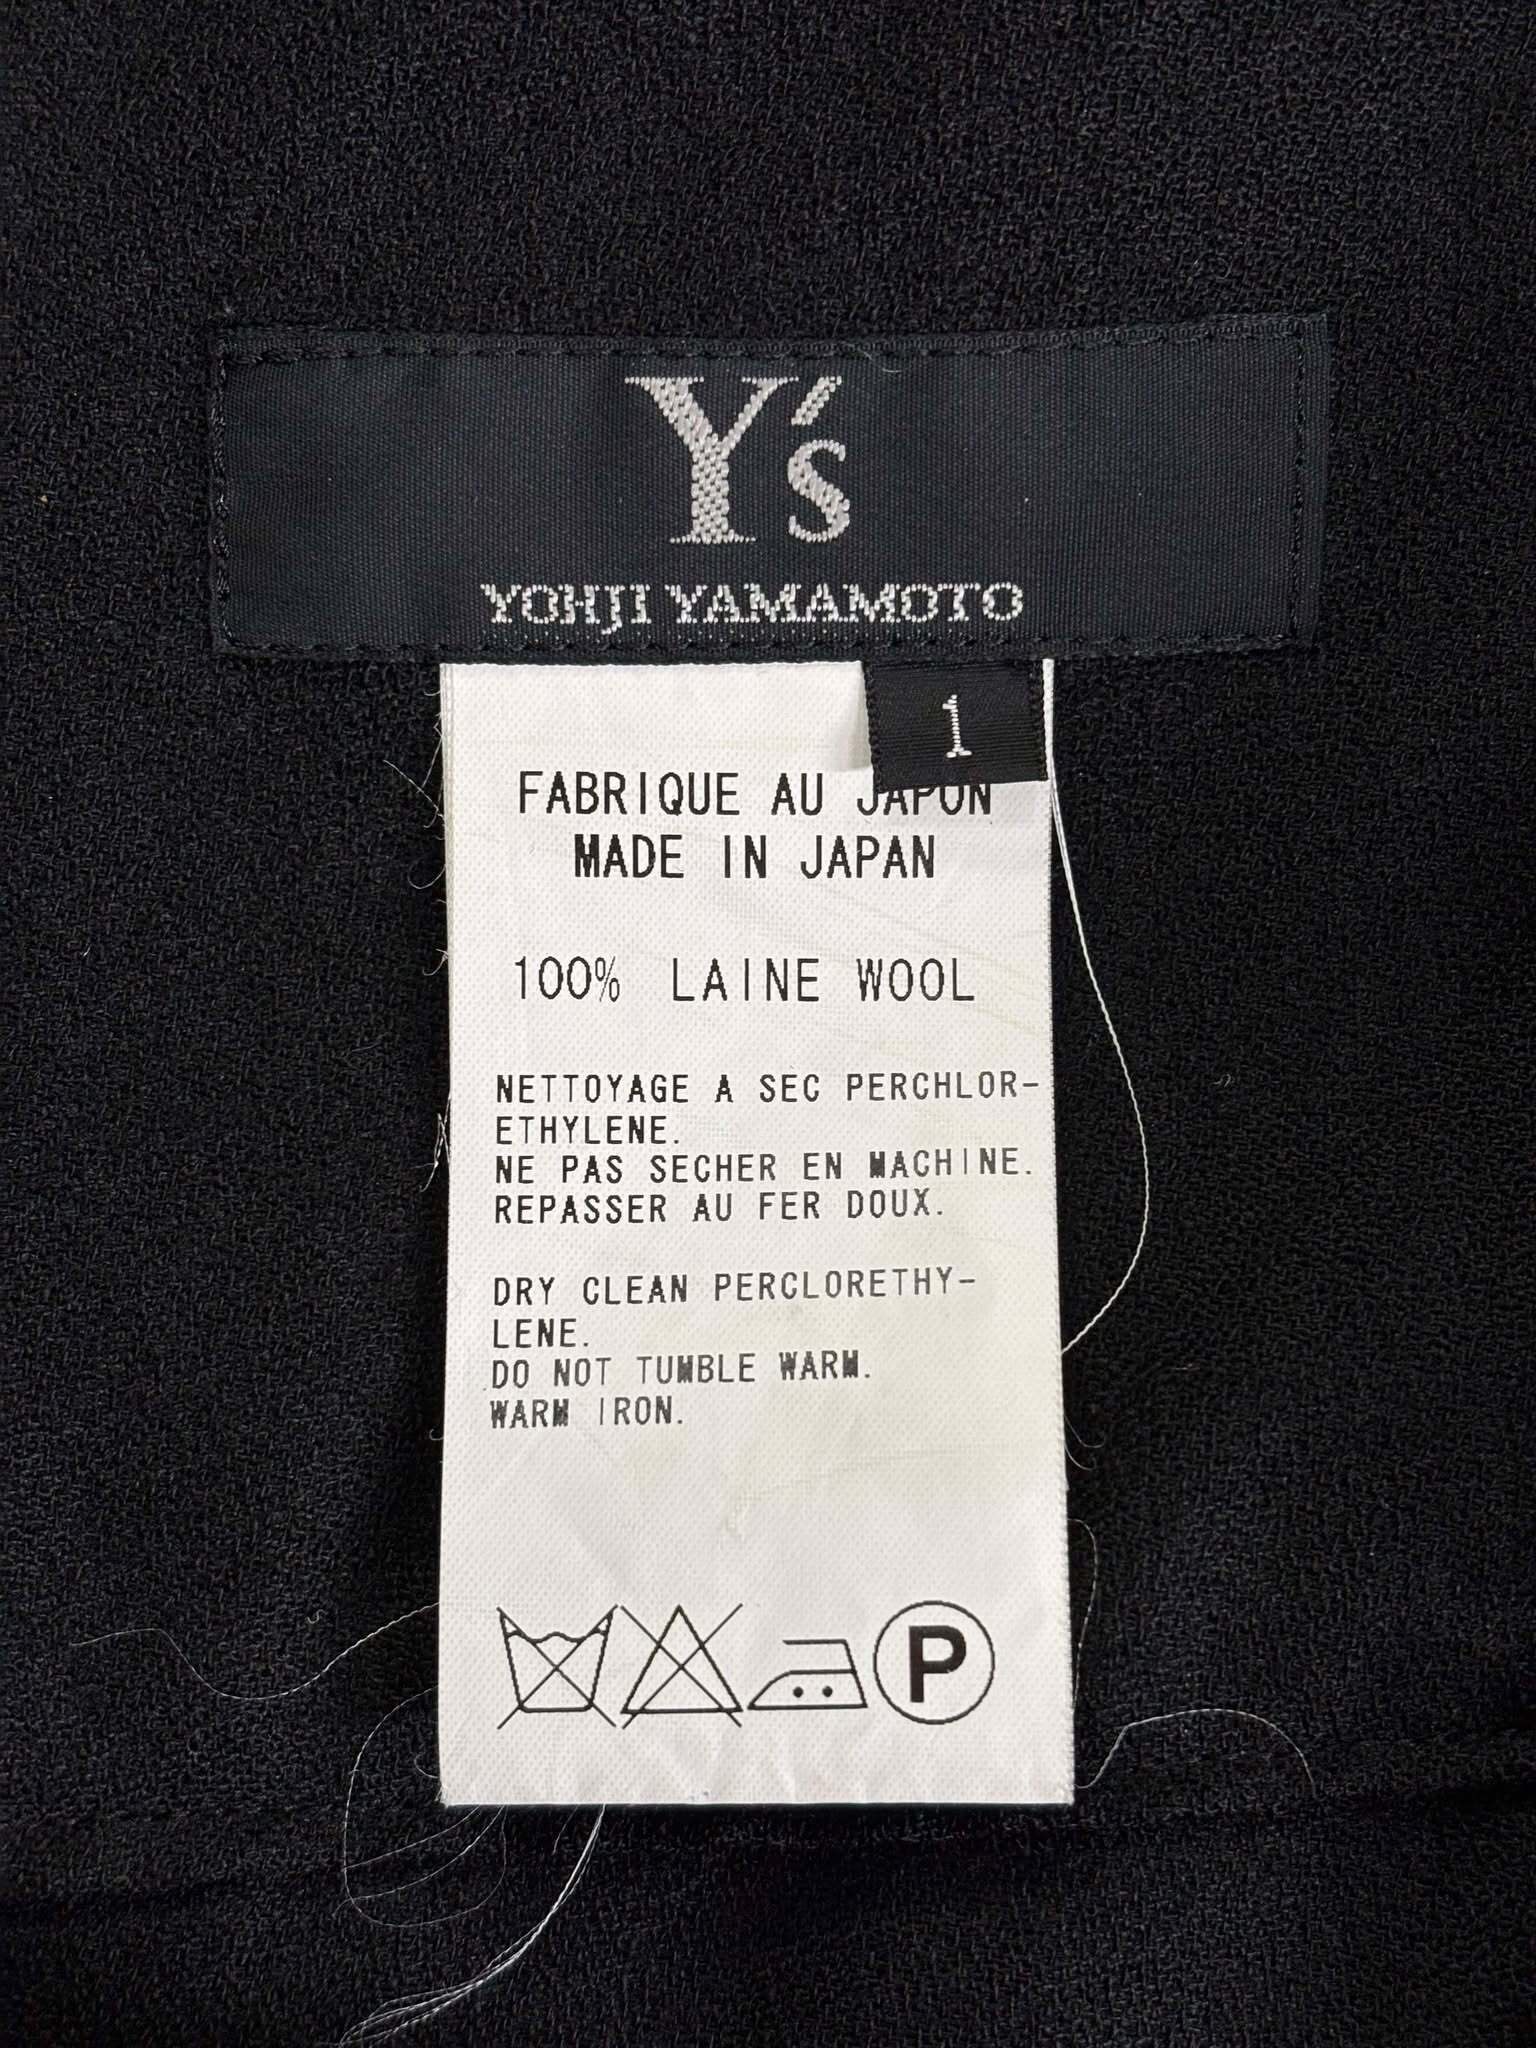 Y's
YOHJI YAMAMOTO
1
FABRIQUE AU JAPON
MADE IN JAPAN
100% LAINE WOOL
NETTOYAGE A SEC PERCHLOR-
ETHYLENE.
NE PAS SECHER EN MACHINE.
REPASSER AU FER DOUX.
DRY CLEAN PERCLORETHY-
LENE.
DO NOT TUMBLE WARM.
WARM IRON.
P